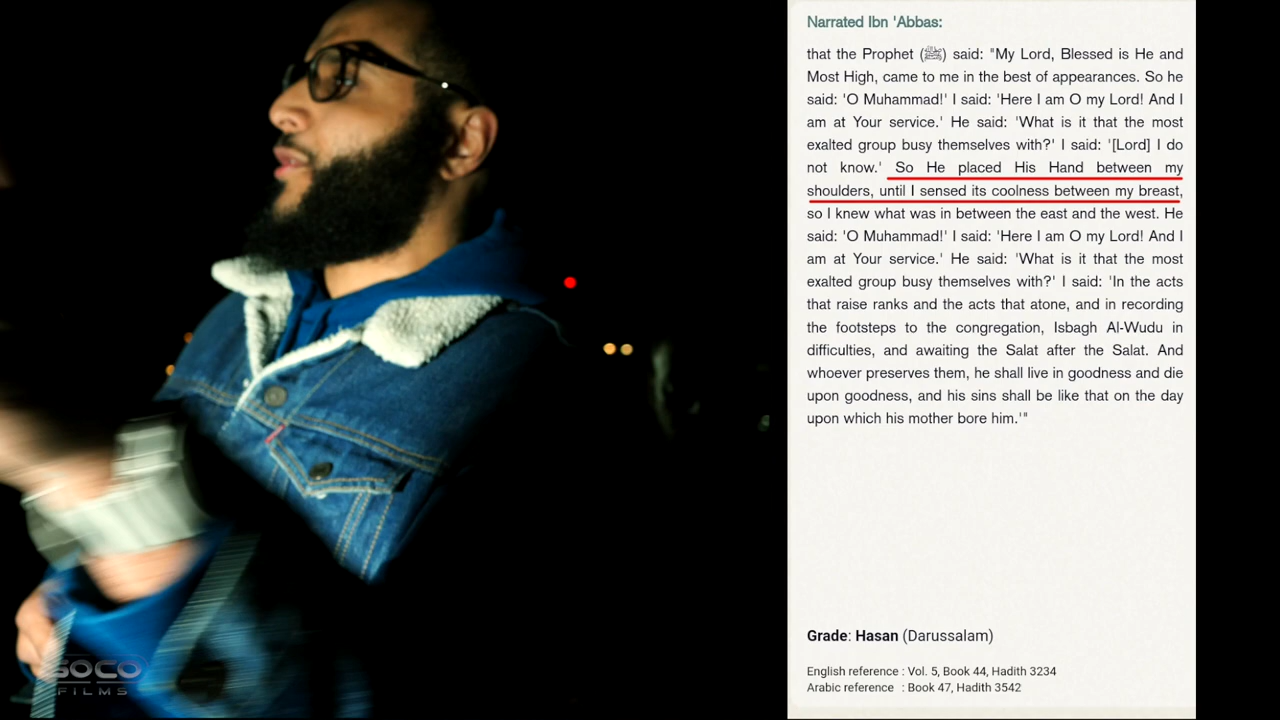 Narrated Ibn 'Abbas:
that the Prophet (ﷺ) said: "My Lord, Blessed is He and
Most High, came to me in the best of appearances. So he
said: 'O Muhammad!' I said: 'Here I am O my Lord! And I
am at Your service.' He said: 'What is it that the most
exalted group busy themselves with?' I said: '[Lord] I do
not know.' So He placed His Hand between my
shoulders, until I sensed its coolness between my breast,
so I knew what was in between the east and the west. He
said: 'O Muhammad!' I said: 'Here I am O my Lord! And I
am at Your service.' He said: 'What is it that the most
exalted group busy themselves with?' I said: 'In the acts
that raise ranks and the acts that atone, and in recording
the footsteps to the congregation, Isbagh Al-Wudu in
difficulties, and awaiting the Salat after the Salat. And
whoever preserves them, he shall live in goodness and die
upon goodness, and his sins shall be like that on the day
upon which his mother bore him.'"
Grade: Hasan (Darussalam)
English reference : Vol. 5, Book 44, Hadith 3234
Arabic reference : Book 47, Hadith 3542
SOCO
FILMS